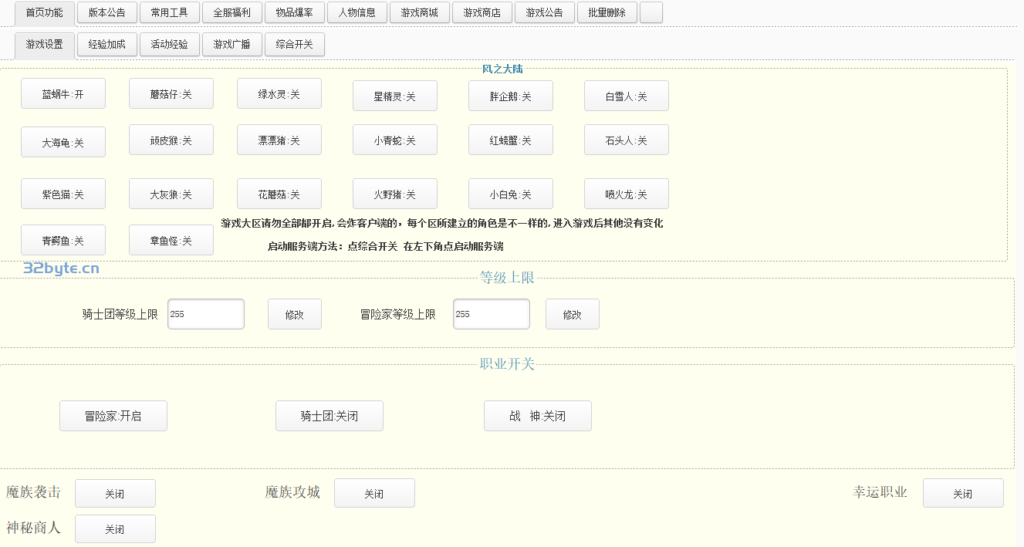 首页功能 版本公告 常用工具 全服福利 物品爆率 人物信息 游戏商城 游戏商店 游戏公告 批量删除
游戏设置 经验加成 活动经验 游戏广播 综合开关
风之大陆
蓝蜗牛:开 蘑菇仔:关 绿水灵:关 星精灵:关 胖企鹅:关 白雪人:关
大海龟:关 顽皮猴:关 漂漂猪:关 小青蛇:关 红螃蟹:关 石头人:关
紫色猫:关 大灰狼:关 花蘑菇:关 火野猪:关 小白兔:关 喷火龙:关
青鳄鱼:关 章鱼怪:关
游戏大区请勿全部都开启,会炸客户端的,每个区所建立的角色是不一样的,进入游戏后其他没有变化
启动服务端方法: 点综合开关 在左下角点启动服务端
32byte.cn
等级上限
骑士团等级上限 255 修改 冒险家等级上限 255 修改
职业开关
冒险家:开启 骑士团:关闭 战 神:关闭
魔族袭击 关闭 魔族攻城 关闭 幸运职业 关闭
神秘商人 关闭